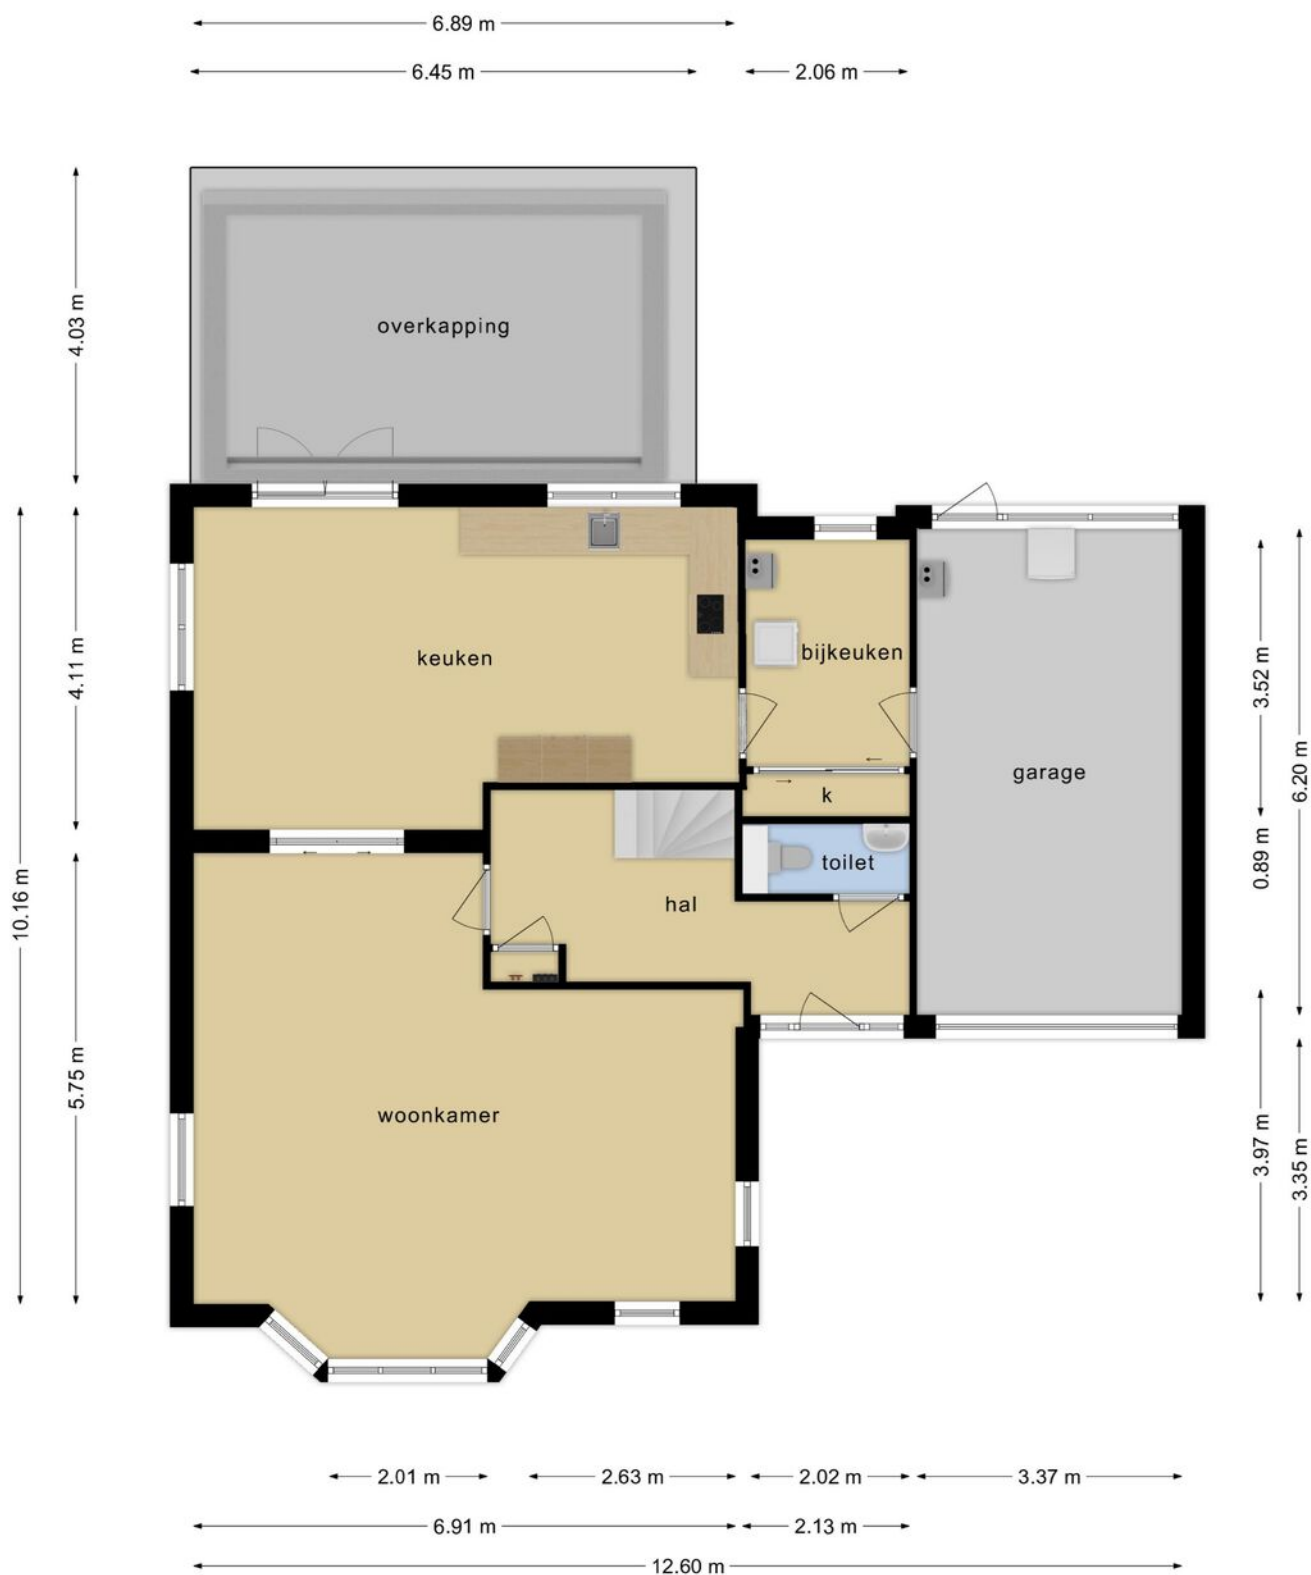 6.89 m
6.45 m
2.06 m
4.03 m
overkapping
4.11 m
keuken
bijkeuken
3.52 m
garage
6.20 m
k
toilet
0.89 m
hal
10.16 m
5.75 m
woonkamer
3.97 m
3.35 m
2.01 m
2.63 m
2.02 m
3.37 m
6.91 m
2.13 m
12.60 m